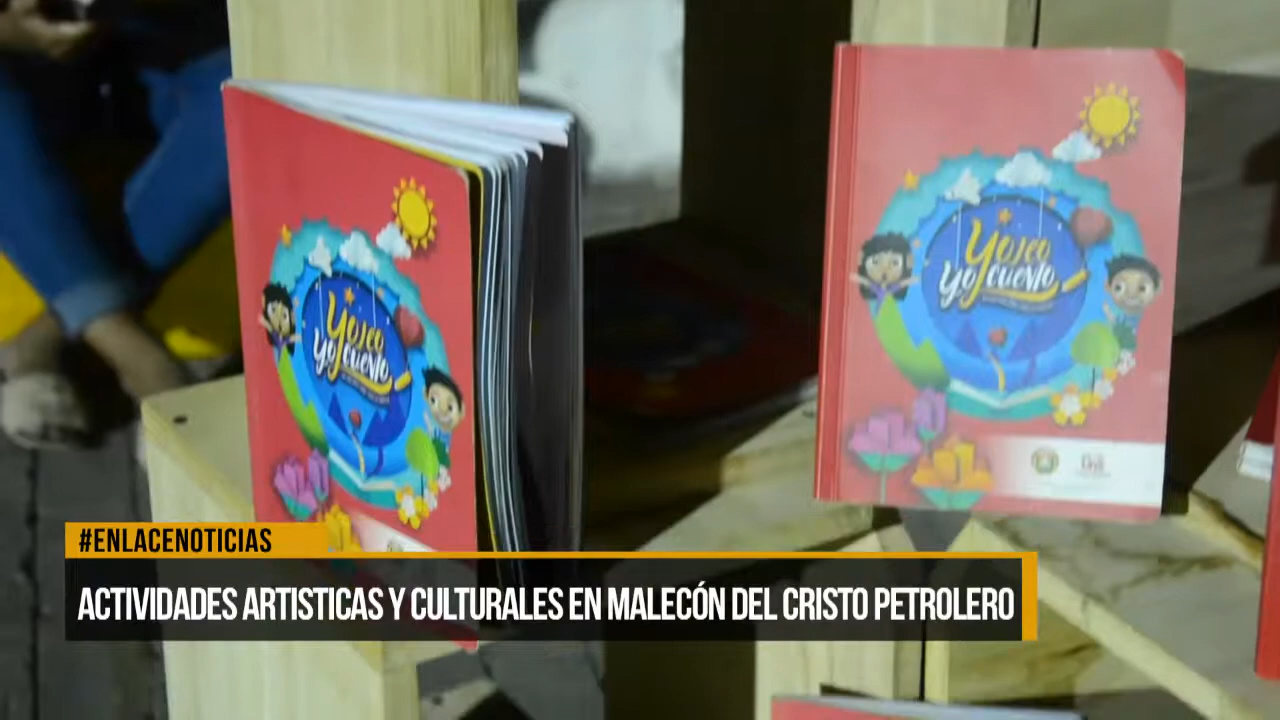 Yo leo
yo cuento
Yo leo
yo cuento
#ENLACENOTICIAS
ACTIVIDADES ARTISTICAS Y CULTURALES EN MALECÓN DEL CRISTO PETROLERO